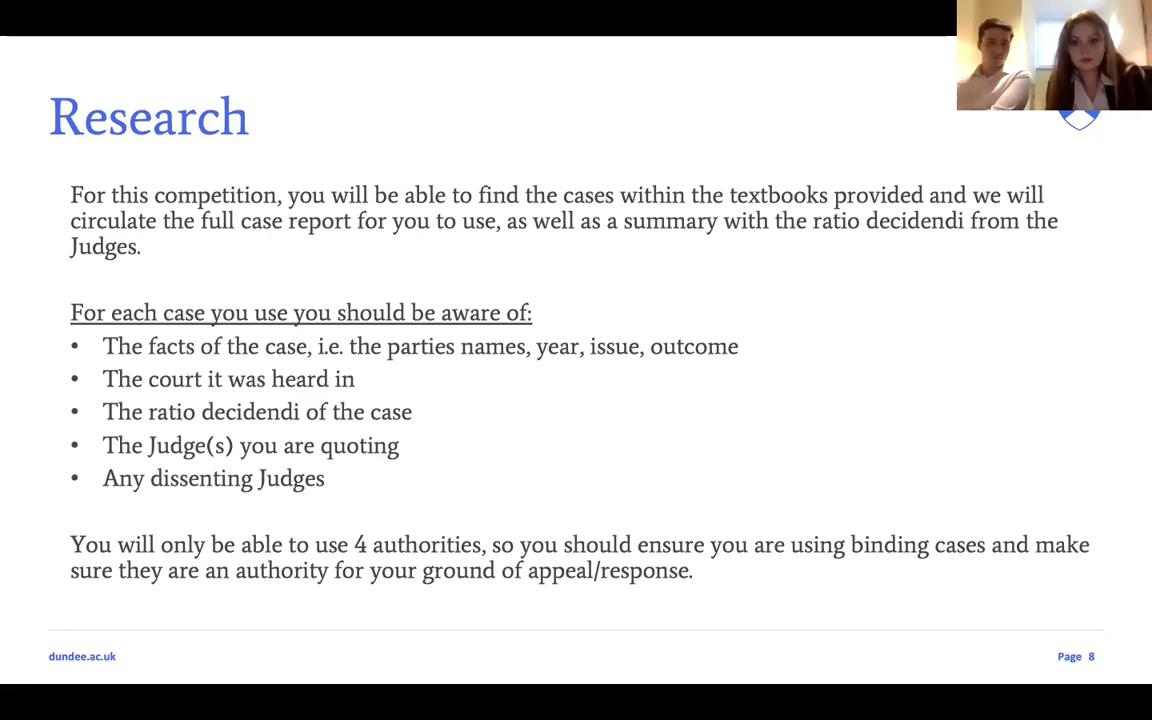 Research
For this competition, you will be able to find the cases within the textbooks provided and we will
circulate the full case report for you to use, as well as a summary with the ratio decidendi from the
Judges.
For each case you use you should be aware of:
• The facts of the case, i.e. the parties names, year, issue, outcome
• The court it was heard in
• The ratio decidendi of the case
• The Judge(s) you are quoting
• Any dissenting Judges
You will only be able to use 4 authorities, so you should ensure you are using binding cases and make
sure they are an authority for your ground of appeal/response.
dundee.ac.uk
Page 8